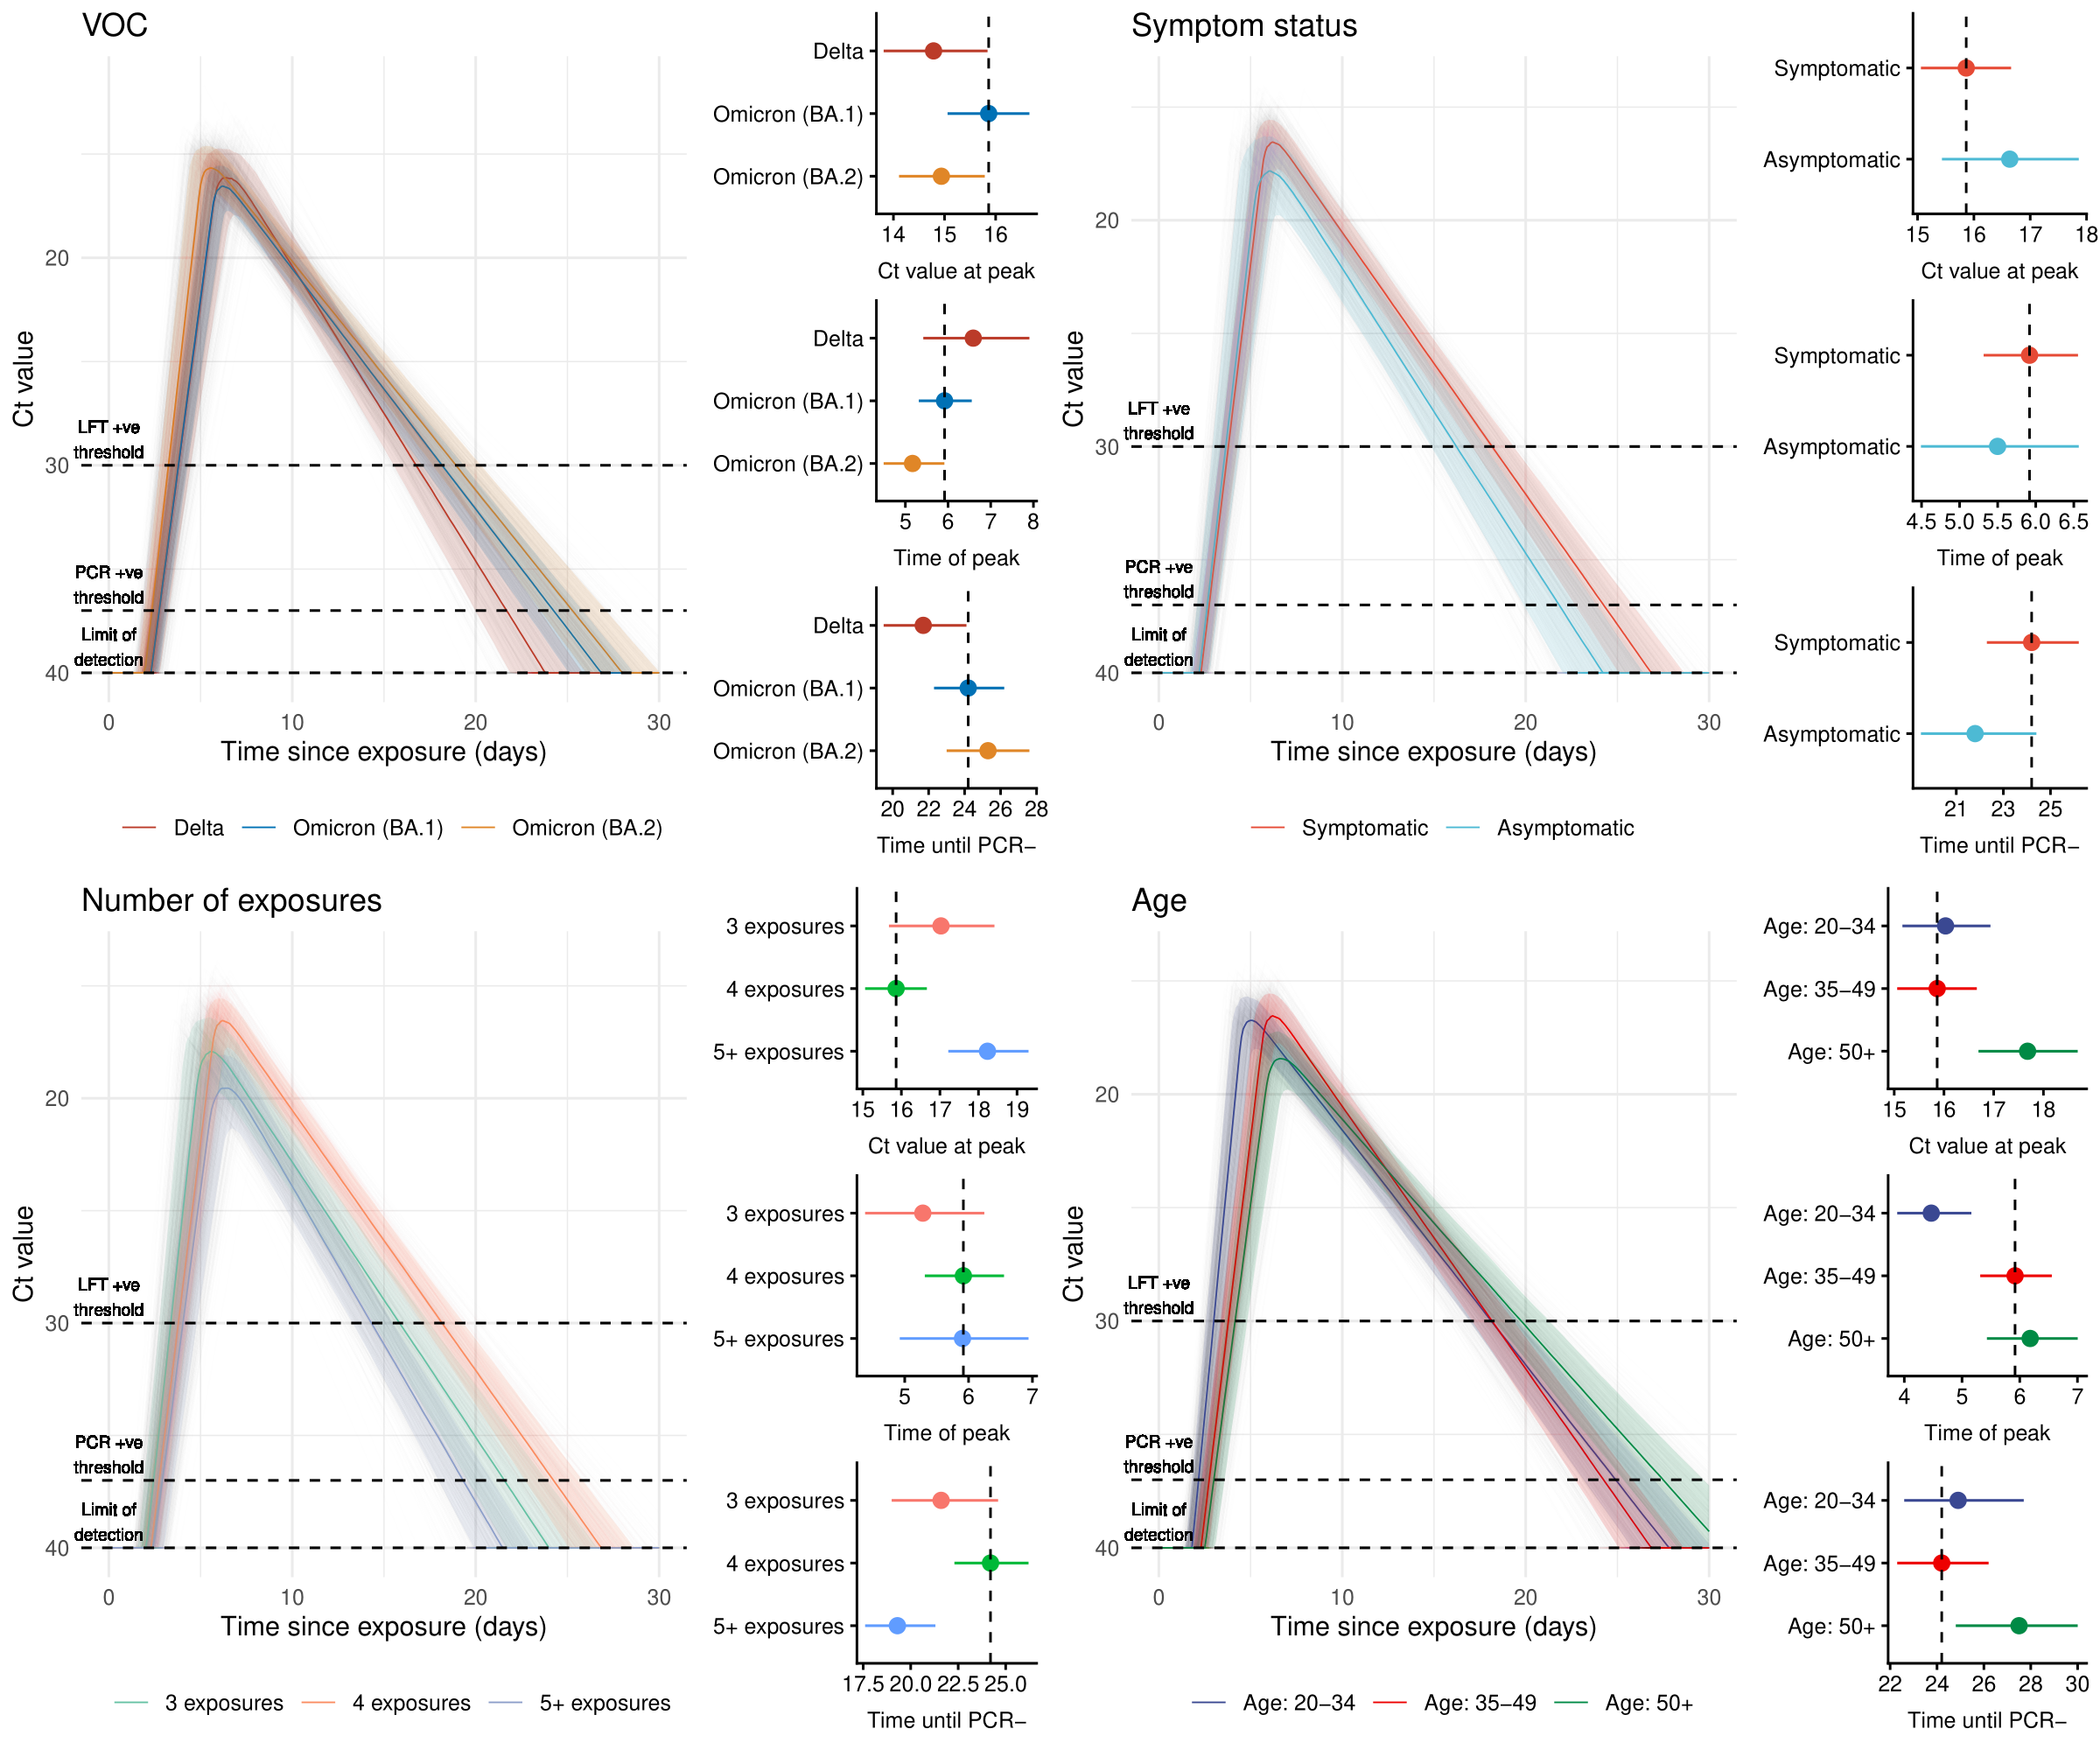 VOC
Ct value
20
30
40
LFT +ve
threshold
PCR +ve
threshold
Limit of
detection
0 10 20 30
Time since exposure (days)
Delta Omicron (BA.1) Omicron (BA.2)
Delta
Omicron (BA.1)
Omicron (BA.2)
14 15 16
Ct value at peak
Delta
Omicron (BA.1)
Omicron (BA.2)
5 6 7 8
Time of peak
Delta
Omicron (BA.1)
Omicron (BA.2)
20 22 24 26 28
Time until PCR−
Symptom status
Ct value
20
30
40
LFT +ve
threshold
PCR +ve
threshold
Limit of
detection
0 10 20 30
Time since exposure (days)
Symptomatic Asymptomatic
Symptomatic
Asymptomatic
15 16 17 18
Ct value at peak
Symptomatic
Asymptomatic
4.5 5.0 5.5 6.0 6.5
Time of peak
Symptomatic
Asymptomatic
21 23 25
Time until PCR−
Number of exposures
Ct value
20
30
40
LFT +ve
threshold
PCR +ve
threshold
Limit of
detection
0 10 20 30
Time since exposure (days)
3 exposures 4 exposures 5+ exposures
3 exposures
4 exposures
5+ exposures
15 16 17 18 19
Ct value at peak
3 exposures
4 exposures
5+ exposures
5 6 7
Time of peak
3 exposures
4 exposures
5+ exposures
17.5 20.0 22.5 25.0
Time until PCR−
Age
Ct value
20
30
40
LFT +ve
threshold
PCR +ve
threshold
Limit of
detection
0 10 20 30
Time since exposure (days)
Age: 20−34 Age: 35−49 Age: 50+
Age: 20−34
Age: 35−49
Age: 50+
15 16 17 18
Ct value at peak
Age: 20−34
Age: 35−49
Age: 50+
4 5 6 7
Time of peak
Age: 20−34
Age: 35−49
Age: 50+
22 24 26 28 30
Time until PCR−